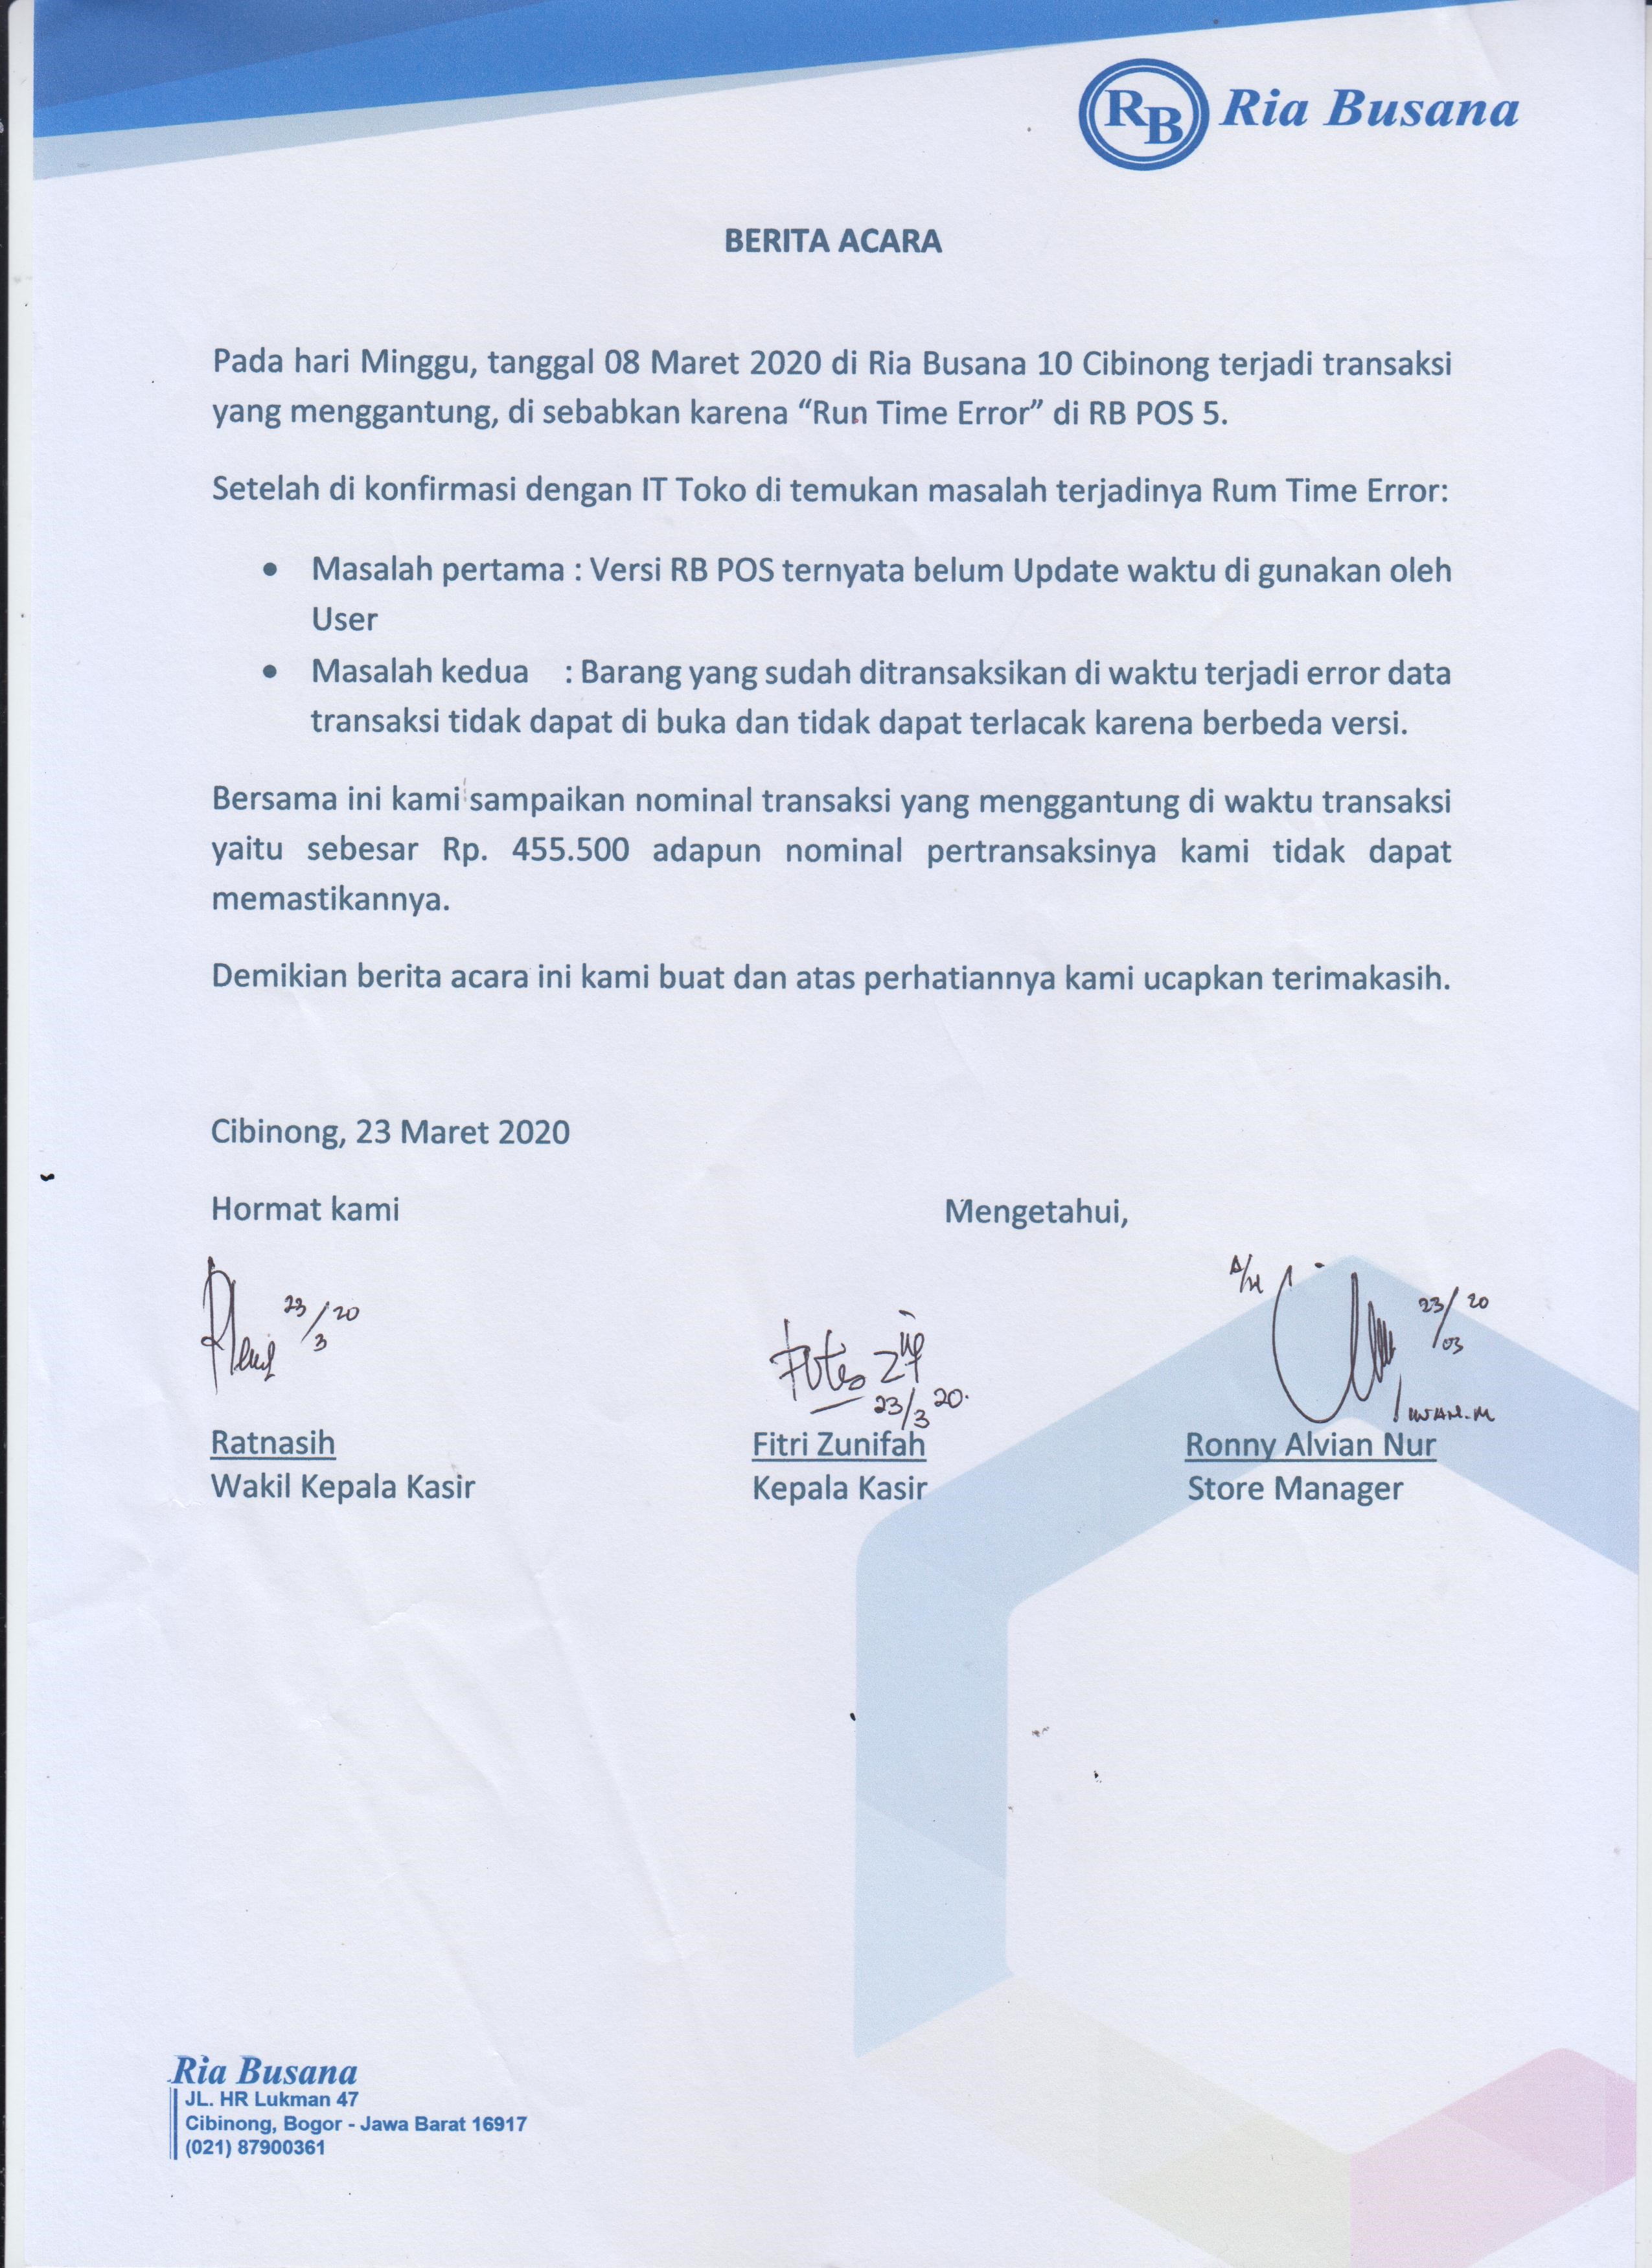 RB Ria Busana
BERITA ACARA
Pada hari Minggu, tanggal 08 Maret 2020 di Ria Busana 10 Cibinong terjadi transaksi
yang menggantung, di sebabkan karena “Run Time Error” di RB POS 5.
Setelah di konfirmasi dengan IT Toko di temukan masalah terjadinya Rum Time Error:
• Masalah pertama : Versi RB POS ternyata belum Update waktu di gunakan oleh
User
• Masalah kedua : Barang yang sudah ditransaksikan di waktu terjadi error data
transaksi tidak dapat di buka dan tidak dapat terlacak karena berbeda versi.
Bersama ini kami sampaikan nominal transaksi yang menggantung di waktu transaksi
yaitu sebesar Rp. 455.500 adapun nominal pertransaksinya kami tidak dapat
memastikannya.
Demikian berita acara ini kami buat dan atas perhatiannya kami ucapkan terimakasih.
Cibinong, 23 Maret 2020
Hormat kami Mengetahui,
23/3 20 23/3 20. 23/03 20
Ratnasih Fitri Zunifah Ronny Alvian Nur
Wakil Kepala Kasir Kepala Kasir Store Manager
Ria Busana
JL. HR Lukman 47
Cibinong, Bogor - Jawa Barat 16917
(021) 87900361